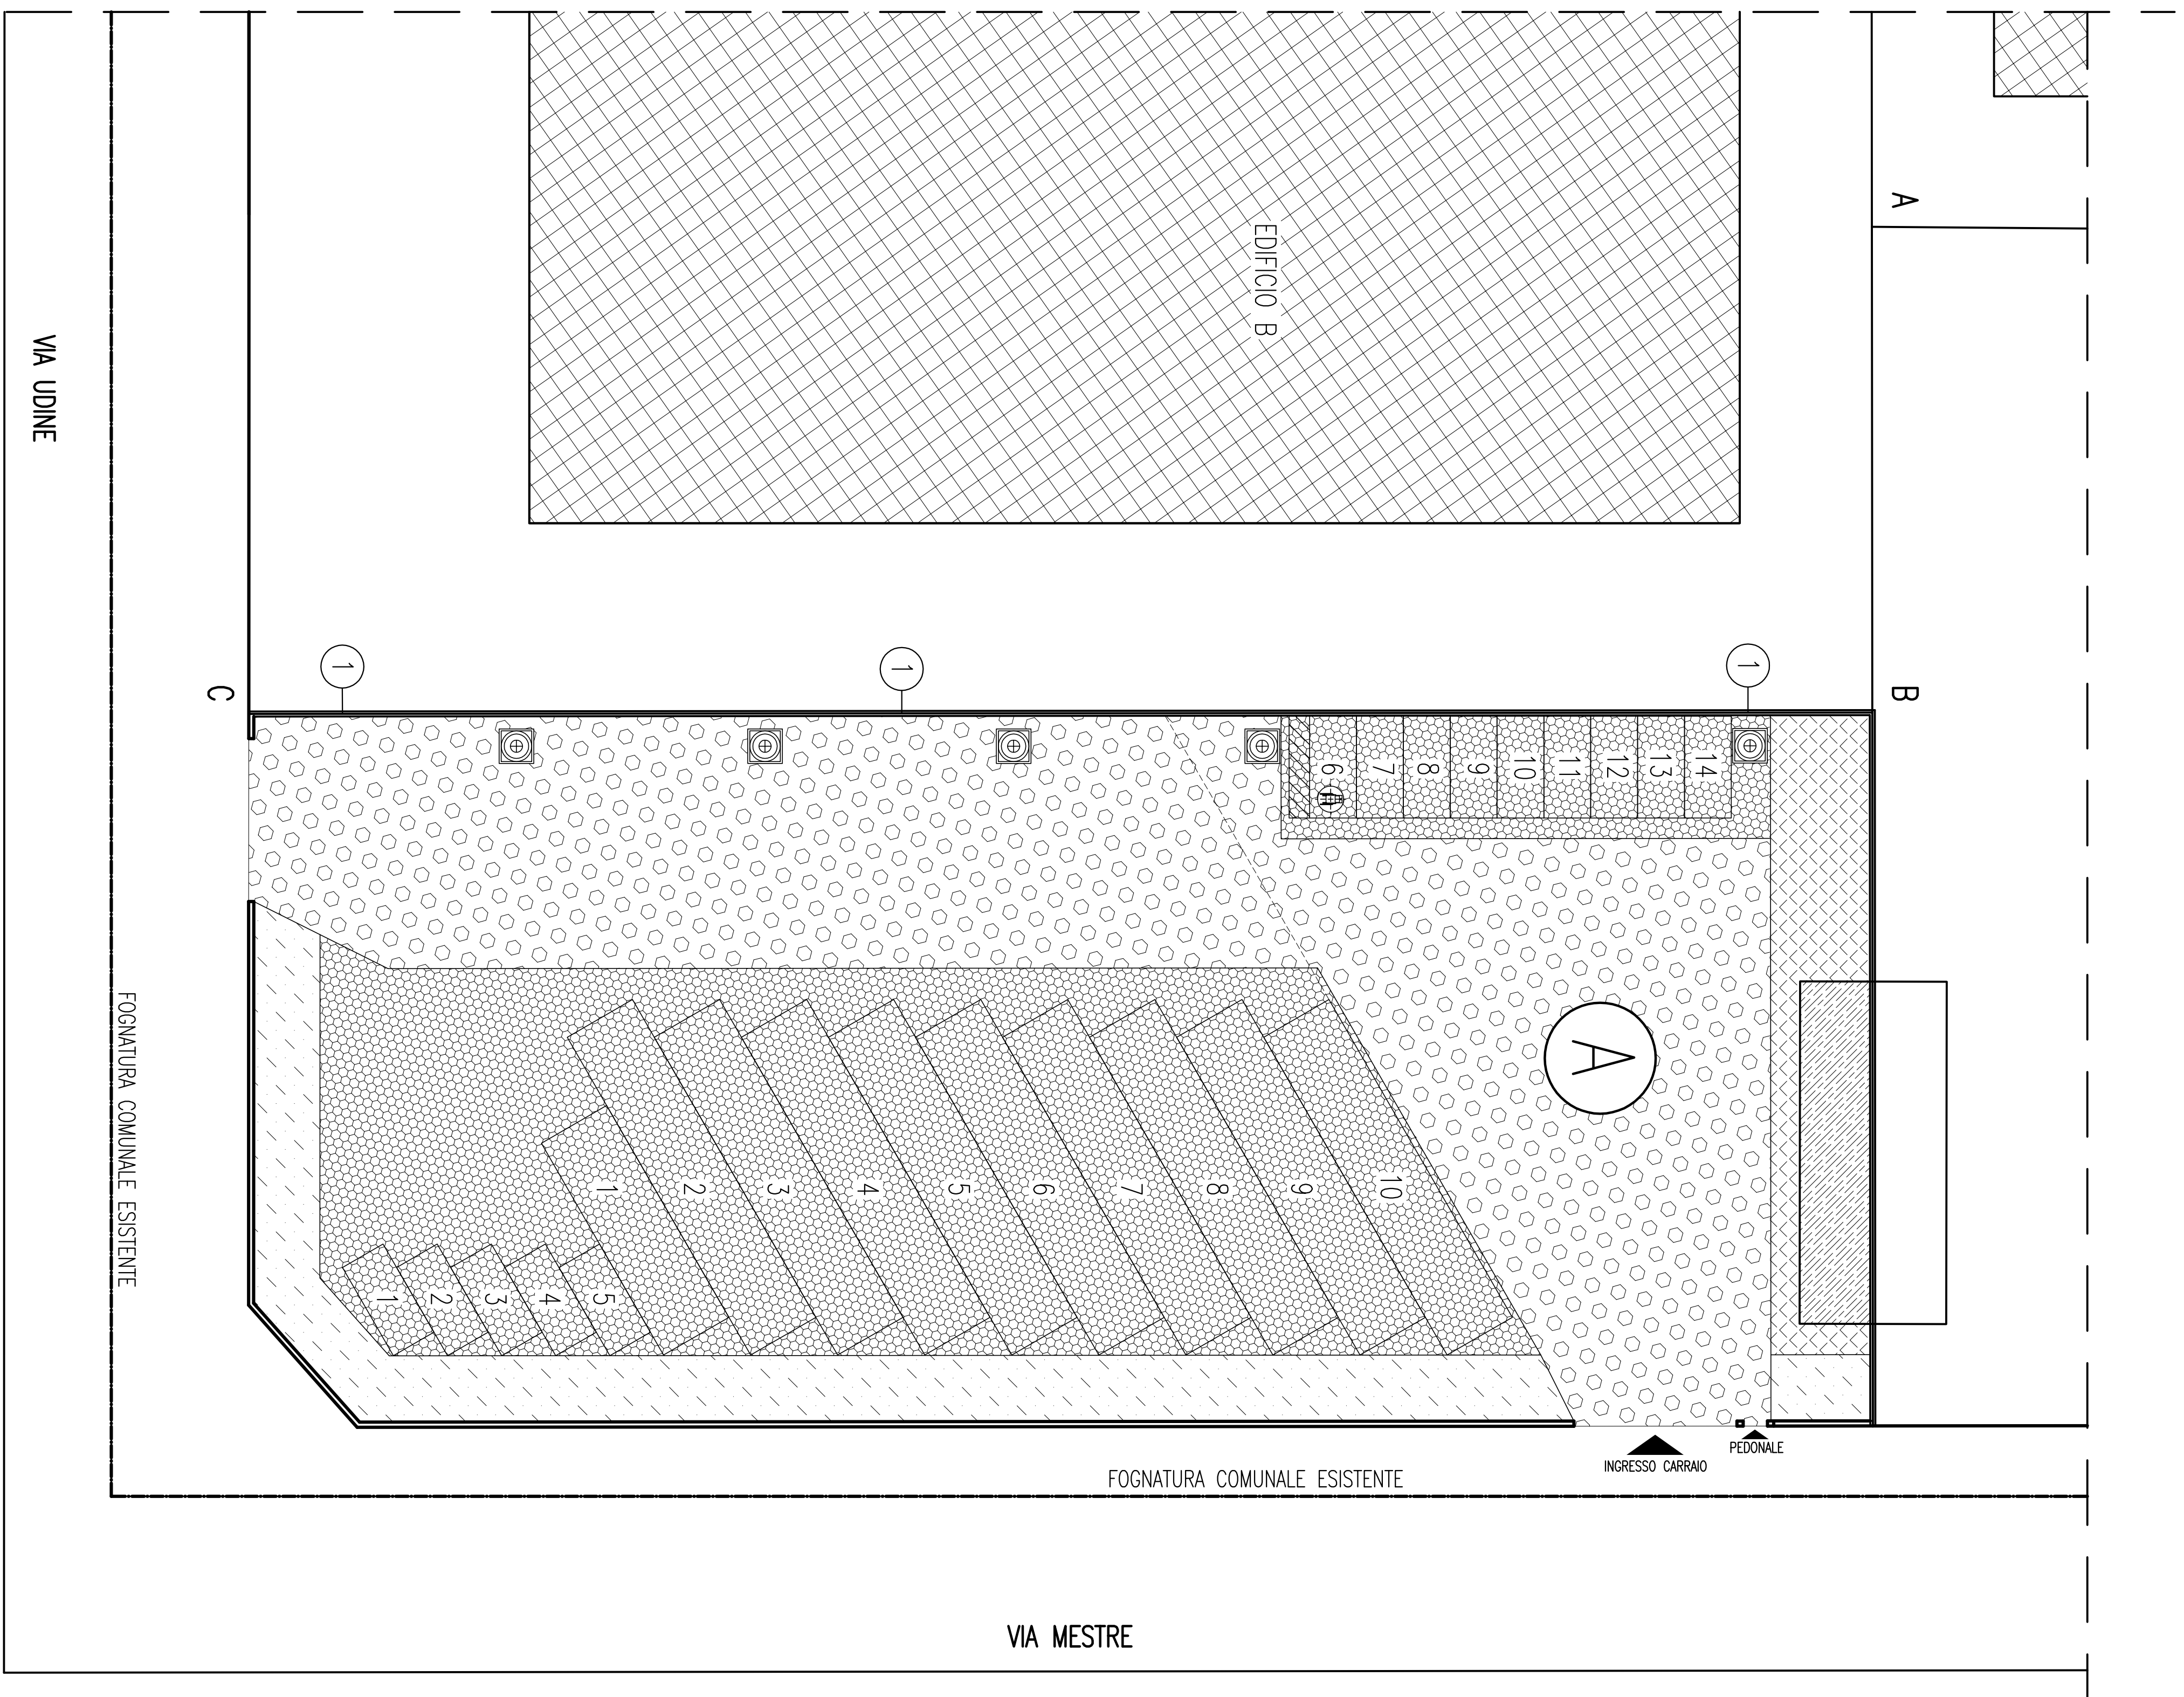 A
EDIFICIO B
VIA UDINE
1
1
1
C
B
6
7
8
9
10
11
12
13
14
A
FOGNATURA COMUNALE ESISTENTE
1
2
3
4
5
6
7
8
9
10
1
2
3
4
5
PEDONALE
INGRESSO CARRAIO
FOGNATURA COMUNALE ESISTENTE
VIA MESTRE